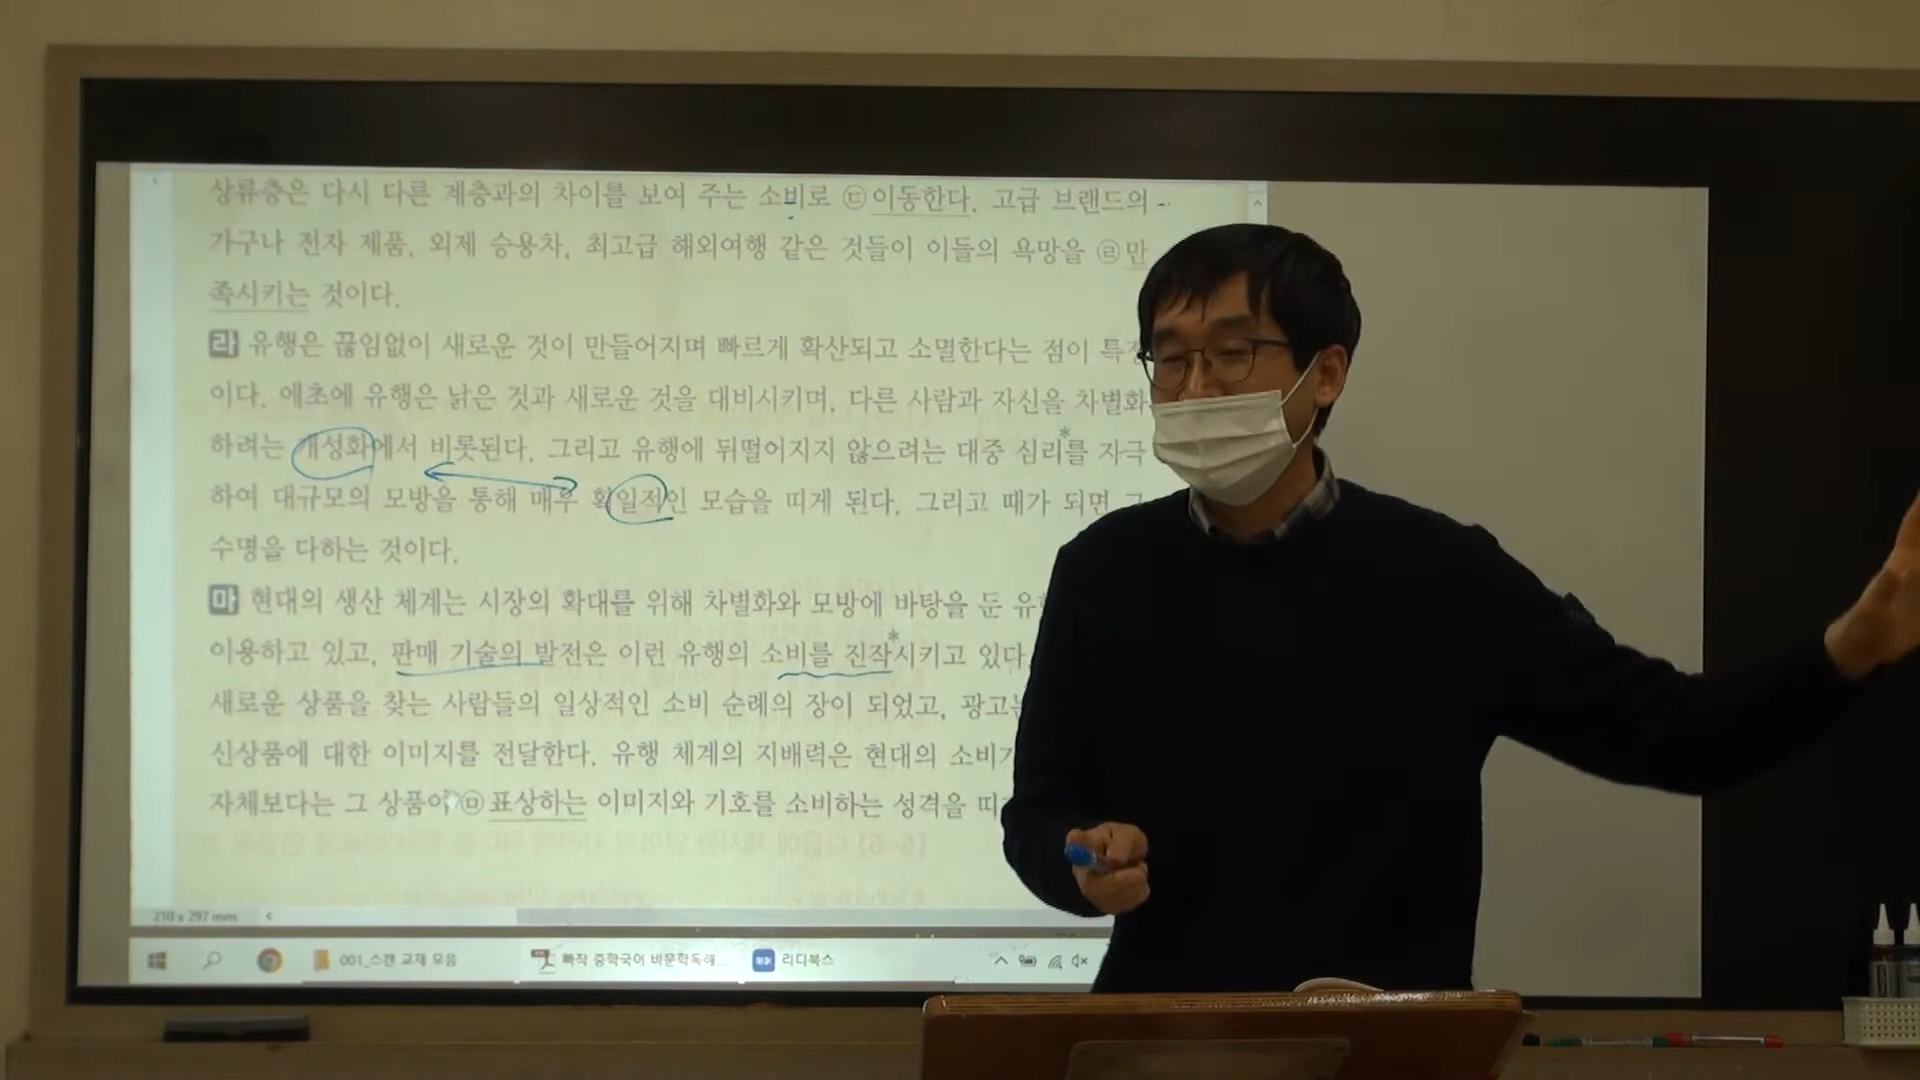 상류층은 다시 다른 계층과의 차이를 보여 주는 소비로 ㉢ 이동한다. 고급 브랜드의
가구나 전자 제품, 외제 승용차, 최고급 해외여행 같은 것들이 이들의 욕망을 ㉣ 만
족시키는 것이다.
라 유행은 끊임없이 새로운 것이 만들어지며 빠르게 확산되고 소멸한다는 점이
이다. 애초에 유행은 낡은 것과 새로운 것을 대비시키며, 다른 사람과 자신을 차별화
하려는 개성화에서 비롯된다. 그리고 유행에 뒤떨어지지 않으려는 대중 심리*를 자극
하여 대규모의 모방을 통해 매우 획일적인 모습을 띠게 된다. 그리고 때가 되면
수명을 다하는 것이다.
마 현대의 생산 체계는 시장의 확대를 위해 차별화와 모방에 바탕을 둔
이용하고 있고, 판매 기술의 발전은 이런 유행의 소비를 진작*시키고 있다.
새로운 상품을 찾는 사람들의 일상적인 소비 순례의 장이 되었고, 광고는
신상품에 대한 이미지를 전달한다. 유행 체계의 지배력은 현대의
자체보다는 그 상품이 ㉤ 표상하는 이미지와 기호를 소비하는 성격을
210 x 297 mm
001_스캔 교재 모음
빠작 중학국어 비문학독해...
리디북스